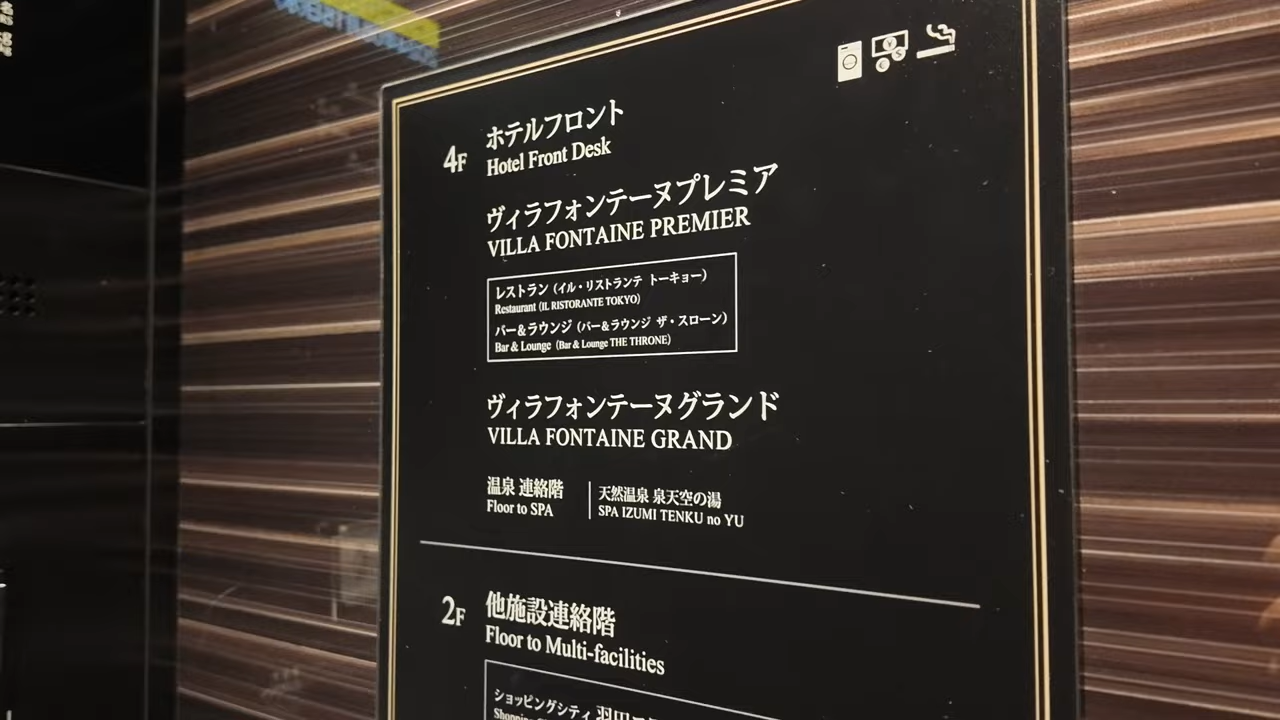 4F
ホテルフロント
Hotel Front Desk
ヴィラフォンテーヌプレミア
VILLA FONTAINE PREMIER
レストラン（イル・リストランテ トーキョー）
Restaurant (IL RISTORANTE TOKYO)
バー＆ラウンジ（バー＆ラウンジ ザ・スローン）
Bar & Lounge (Bar & Lounge THE THRONE)
ヴィラフォンテーヌグランド
VILLA FONTAINE GRAND
温泉 連絡階
Floor to SPA
天然温泉 泉天空の湯
SPA IZUMI TENKU no YU
2F
他施設連絡階
Floor to Multi-facilities
ショッピングシティ 羽田